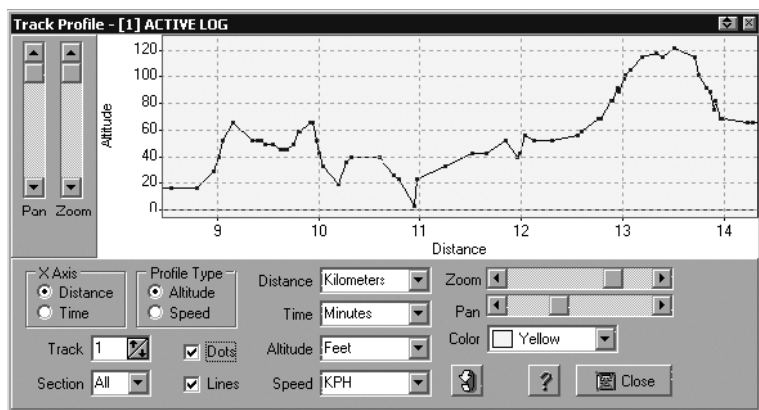 Track Profile - [1] ACTIVE LOG
120
100
80
60
40
20
0
Altitude
9 10 11 12 13 14
Distance
Pan Zoom
X Axis
Distance
Time
Profile Type
Altitude
Speed
Track 1
Section All
Dots
Lines
Distance Kilometers
Time Minutes
Altitude Feet
Speed KPH
Zoom
Pan
Color Yellow
? Close